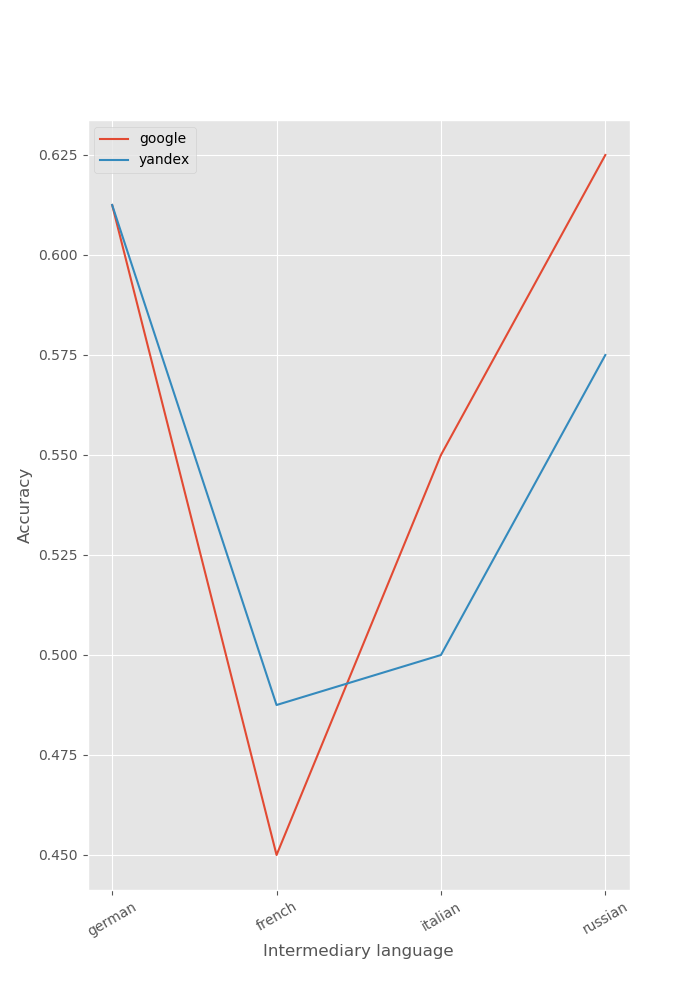 google
yandex
0.625
0.600
0.575
0.550
0.525
0.500
0.475
0.450
Accuracy
german
french
italian
russian
Intermediary language